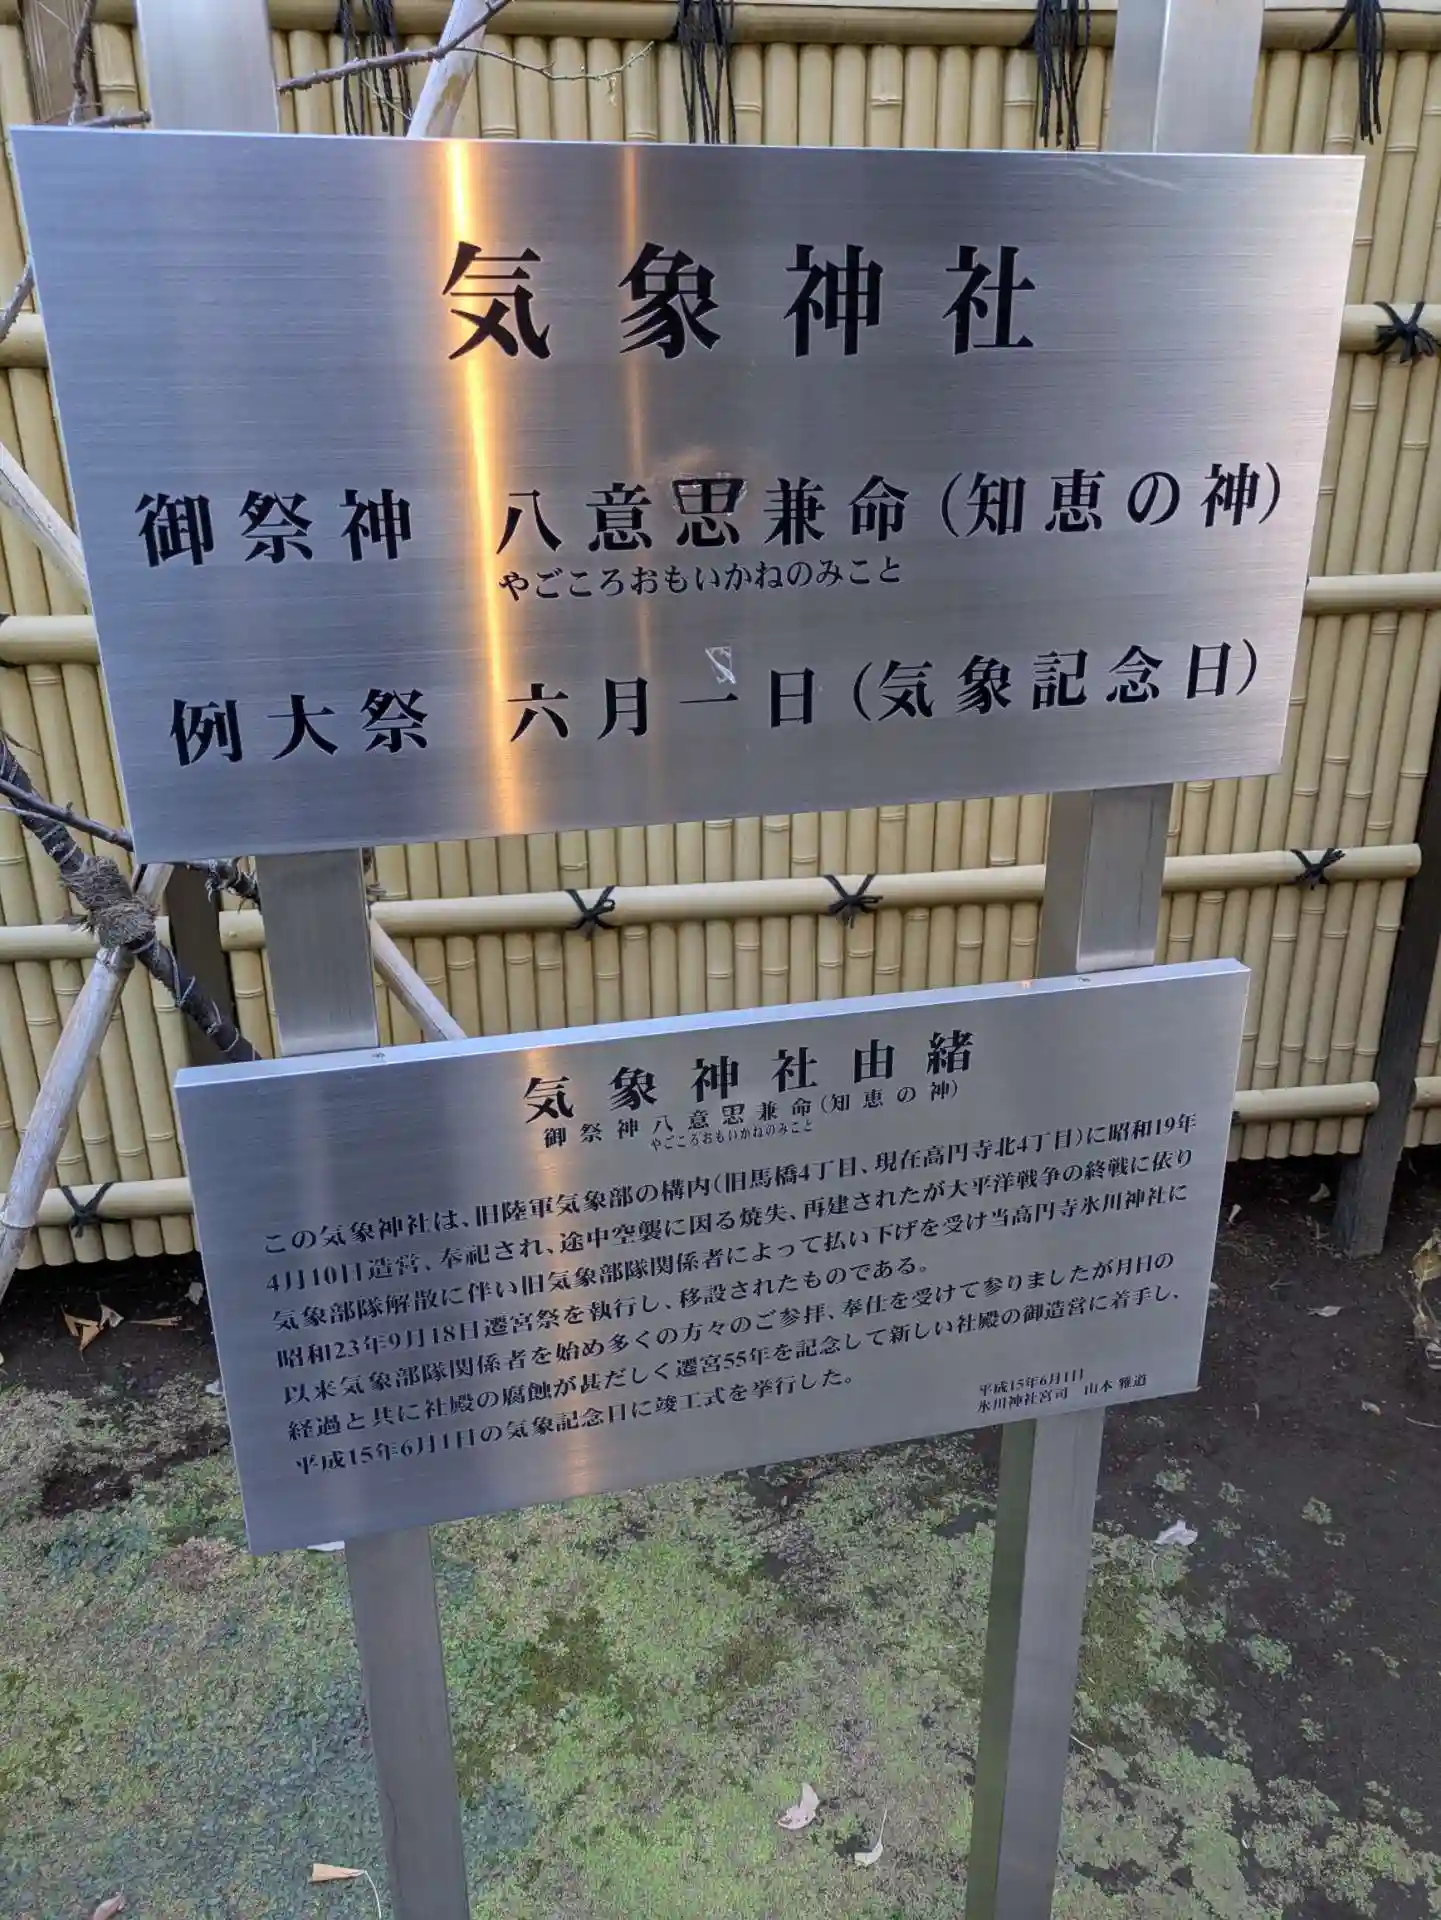 気象神社
御祭神 八意思兼命(知恵の神)
やごころおもいかねのみこと
例大祭 六月一日(気象記念日)
気象神社由緒
御祭神八意思兼命(知恵の神)
やごころおもいかねのみこと
この気象神社は、旧陸軍気象部の構内(旧馬橋4丁目、現在高円寺北4丁目)に昭和19年
4月10日造営、奉祀され、途中空襲に因る焼失、再建されたが大平洋戦争の終戦に依り
気象部隊解散に伴い旧気象部隊関係者によって払い下げを受け当高円寺氷川神社に
昭和23年9月18日遷宮祭を執行し、移設されたものである。
以来気象部隊関係者を始め多くの方々のご参拝、奉仕を受けて参りましたが月日の
経過と共に社殿の腐蝕が甚だしく遷宮55年を記念して新しい社殿の御造営に着手し、
平成15年6月1日の気象記念日に竣工式を挙行した。
平成15年6月1日
氷川神社宮司 山本 雅道